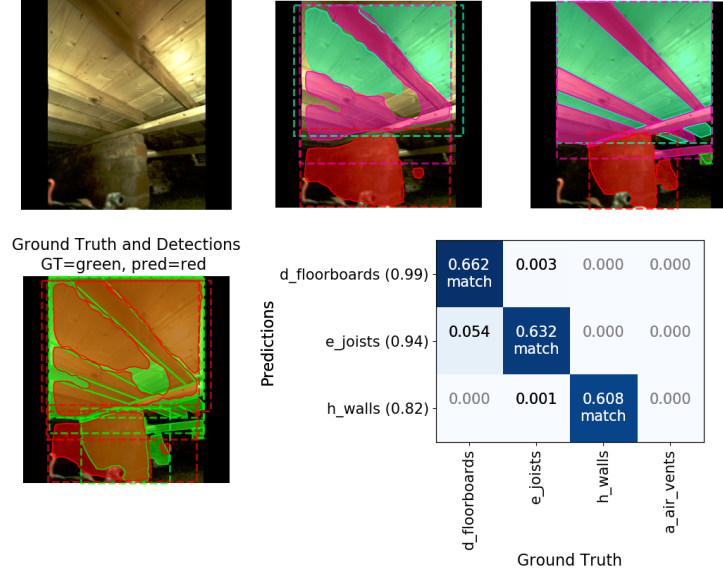 Ground Truth and Detections
GT=green, pred=red
Predictions
d_floorboards (0.99)
0.662
match
0.003
0.000
0.000
e_joists (0.94)
0.054
0.632
match
0.000
0.000
h_walls (0.82)
0.000
0.001
0.608
match
0.000
d_floorboards
e_joists
h_walls
a_air_vents
Ground Truth